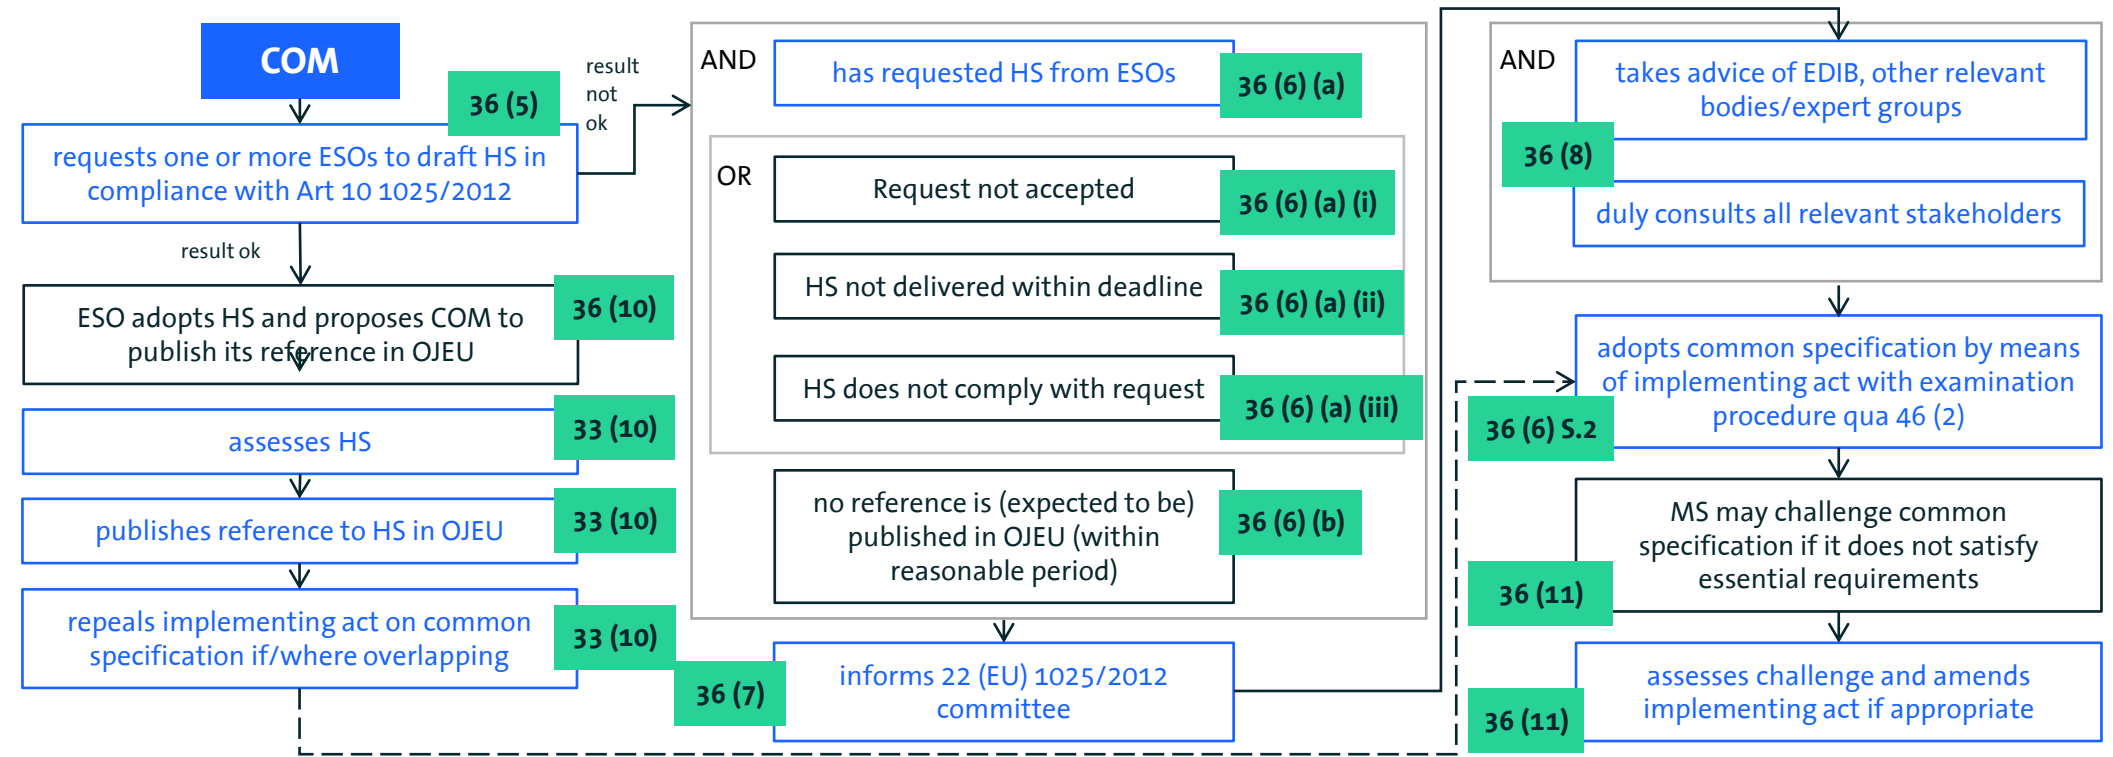 COM
36 (5)
requests one or more ESOs to draft HS in
compliance with Art 10 1025/2012
result
not
ok
result ok
ESO adopts HS and proposes COM to
publish its reference in OJEU
36 (10)
assesses HS
33 (10)
publishes reference to HS in OJEU
33 (10)
repeals implementing act on common
specification if/where overlapping
33 (10)
AND
has requested HS from ESOs
36 (6) (a)
OR
Request not accepted
36 (6) (a) (i)
HS not delivered within deadline
36 (6) (a) (ii)
HS does not comply with request
36 (6) (a) (iii)
no reference is (expected to be)
published in OJEU (within
reasonable period)
36 (6) (b)
informs 22 (EU) 1025/2012
committee
36 (7)
AND
takes advice of EDIB, other relevant
bodies/expert groups
36 (8)
duly consults all relevant stakeholders
adopts common specification by means
of implementing act with examination
procedure qua 46 (2)
36 (6) S.2
MS may challenge common
specification if it does not satisfy
essential requirements
36 (11)
assesses challenge and amends
implementing act if appropriate
36 (11)